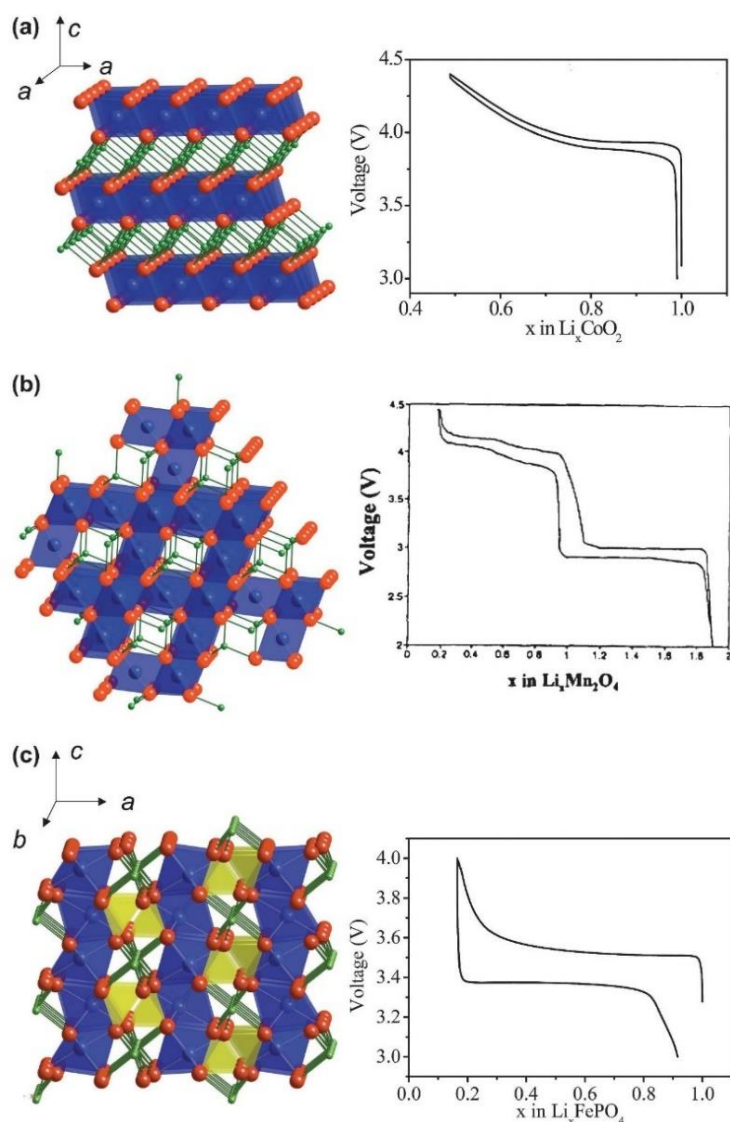 (a)
c
a
a
4.5
4.0
3.5
3.0
Voltage (V)
0.4
0.6
0.8
1.0
x in LiₓCoO₂
(b)
4.5
4
3.5
3
2.5
2
Voltage (V)
0
0.2
0.4
0.6
0.8
1
1.2
1.4
1.6
1.8
2
x in LiₓMn₂O₄
(c)
c
a
b
4.0
3.8
3.6
3.4
3.2
3.0
Voltage (V)
0.0
0.2
0.4
0.6
0.8
1.0
x in LiₓFePO₄